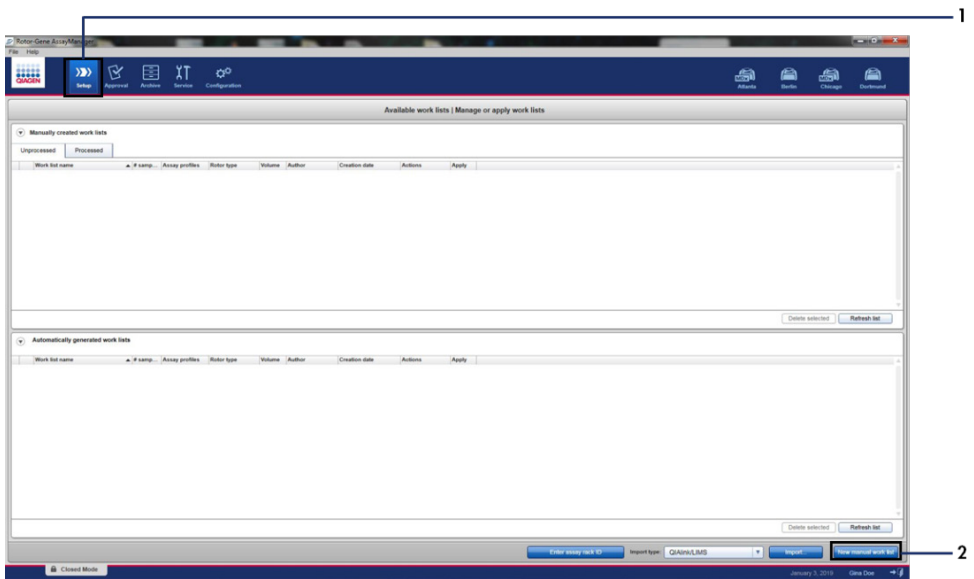 1
Rotor-Gene AssayManager
File Help
QIAGEN
Setup Approval Archive Service Configuration
Atlanta Berlin Chicago Dortmund
Available work lists | Manage or apply work lists
Manually created work lists
Unprocessed Processed
Work list name # samp... Assay profiles Rotor type Volume Author Creation date Actions Apply
Delete selected Refresh list
Automatically generated work lists
Work list name # samp... Assay profiles Rotor type Volume Author Creation date Actions Apply
Delete selected Refresh list
Enter assay rack ID Import type: QIAlink/LIMS Import... New manual work list
2
Closed Mode
January 3, 2019 Gina Doe